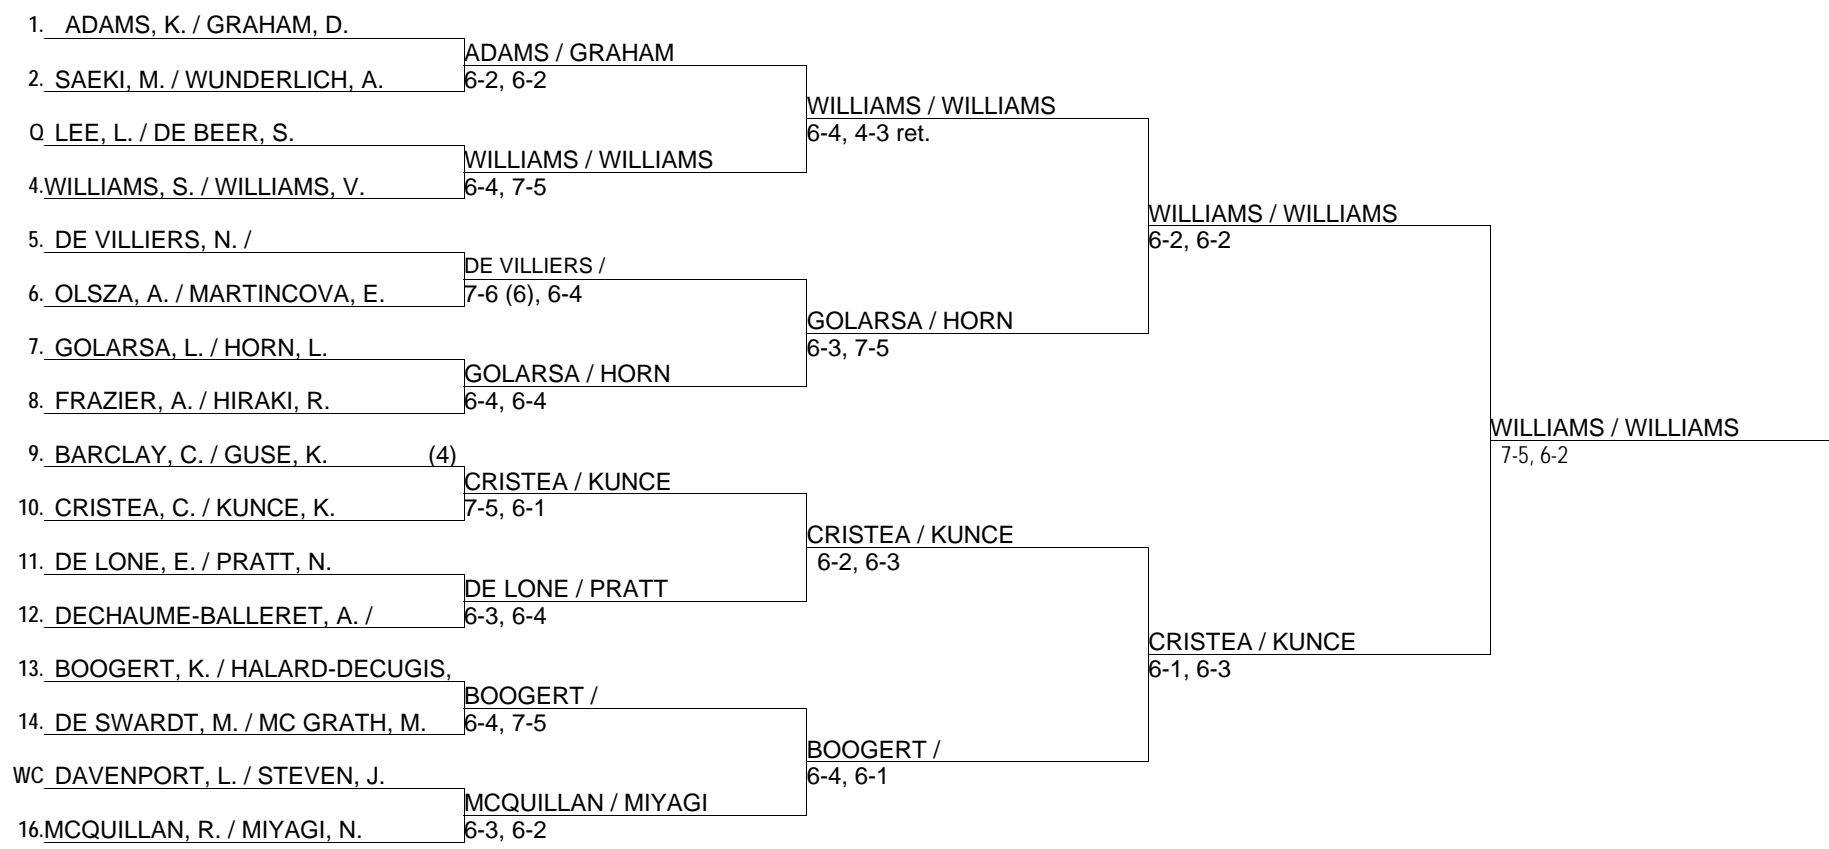 1. ADAMS, K. / GRAHAM, D.
ADAMS / GRAHAM
2. SAEKI, M. / WUNDERLICH, A.
6-2, 6-2
WILLIAMS / WILLIAMS
Q LEE, L. / DE BEER, S.
6-4, 4-3 ret.
WILLIAMS / WILLIAMS
4. WILLIAMS, S. / WILLIAMS, V.
6-4, 7-5
WILLIAMS / WILLIAMS
5. DE VILLIERS, N. /
6-2, 6-2
DE VILLIERS /
6. OLSZA, A. / MARTINCOVA, E.
7-6 (6), 6-4
GOLARSA / HORN
7. GOLARSA, L. / HORN, L.
6-3, 7-5
GOLARSA / HORN
8. FRAZIER, A. / HIRAKI, R.
6-4, 6-4
WILLIAMS / WILLIAMS
9. BARCLAY, C. / GUSE, K. (4)
7-5, 6-2
CRISTEA / KUNCE
10. CRISTEA, C. / KUNCE, K.
7-5, 6-1
CRISTEA / KUNCE
11. DE LONE, E. / PRATT, N.
6-2, 6-3
DE LONE / PRATT
12. DECHAUME-BALLERET, A. /
6-3, 6-4
CRISTEA / KUNCE
13. BOOGERT, K. / HALARD-DECUGIS,
6-1, 6-3
BOOGERT /
14. DE SWARDT, M. / MC GRATH, M.
6-4, 7-5
BOOGERT /
WC DAVENPORT, L. / STEVEN, J.
6-4, 6-1
MCQUILLAN / MIYAGI
16. MCQUILLAN, R. / MIYAGI, N.
6-3, 6-2